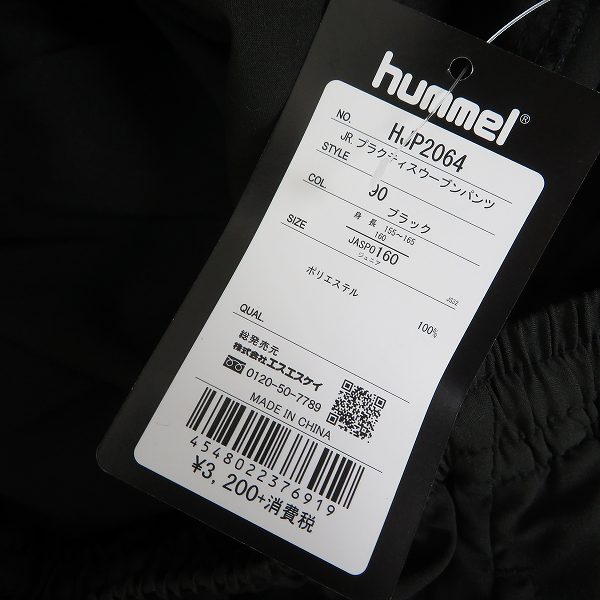 hummel®
NO. HJP2064
JR. プラクティスウーブンパンツ
STYLE
90
COL. ブラック
身長 155~165
160
SIZE JASPO160
ジュニア
ポリエステル JS32
QUAL. 100%
総発売元
株式会社エスエスケイ
0120-50-7789
MADE IN CHINA
4548022376919
¥3,200+消費税